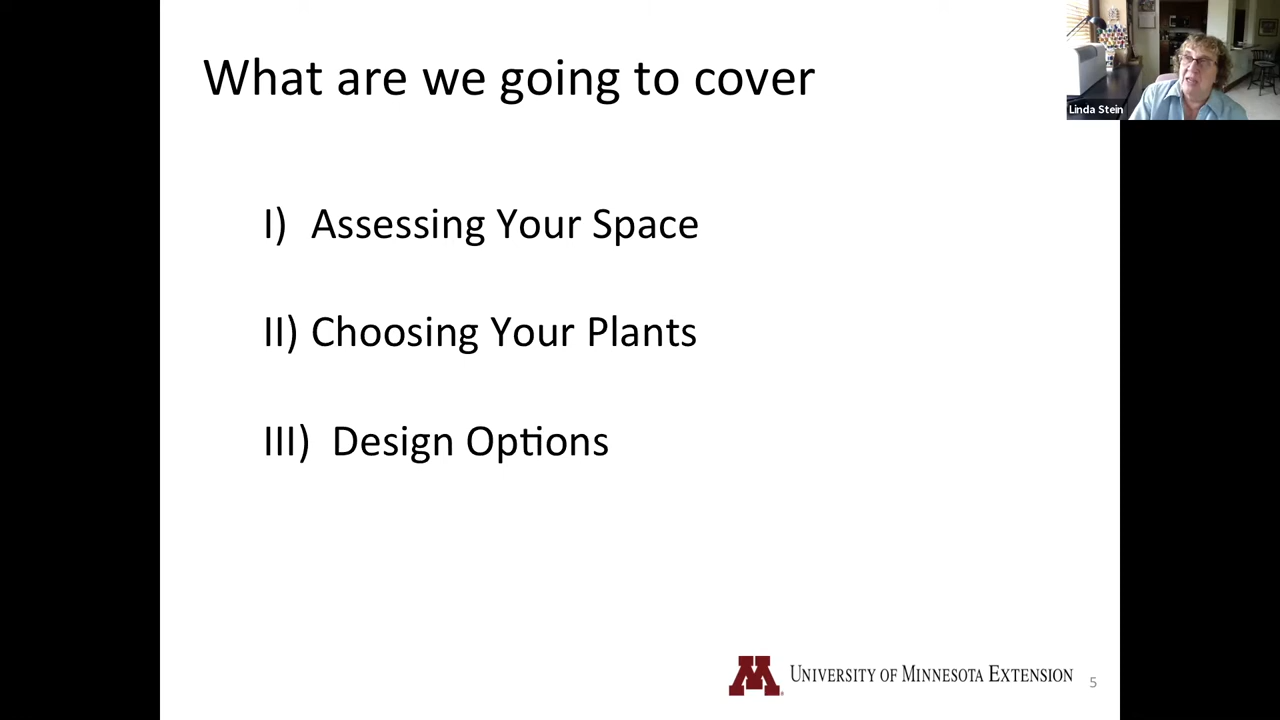 What are we going to cover
Linda Stein
I) Assessing Your Space
II) Choosing Your Plants
III) Design Options
M
UNIVERSITY OF MINNESOTA EXTENSION
5